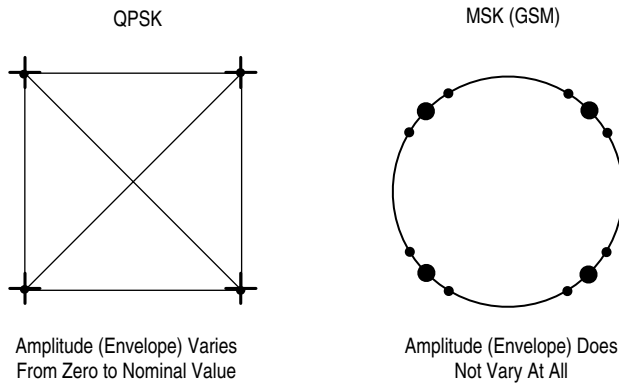 QPSK
MSK (GSM)
Amplitude (Envelope) Varies
From Zero to Nominal Value
Amplitude (Envelope) Does
Not Vary At All